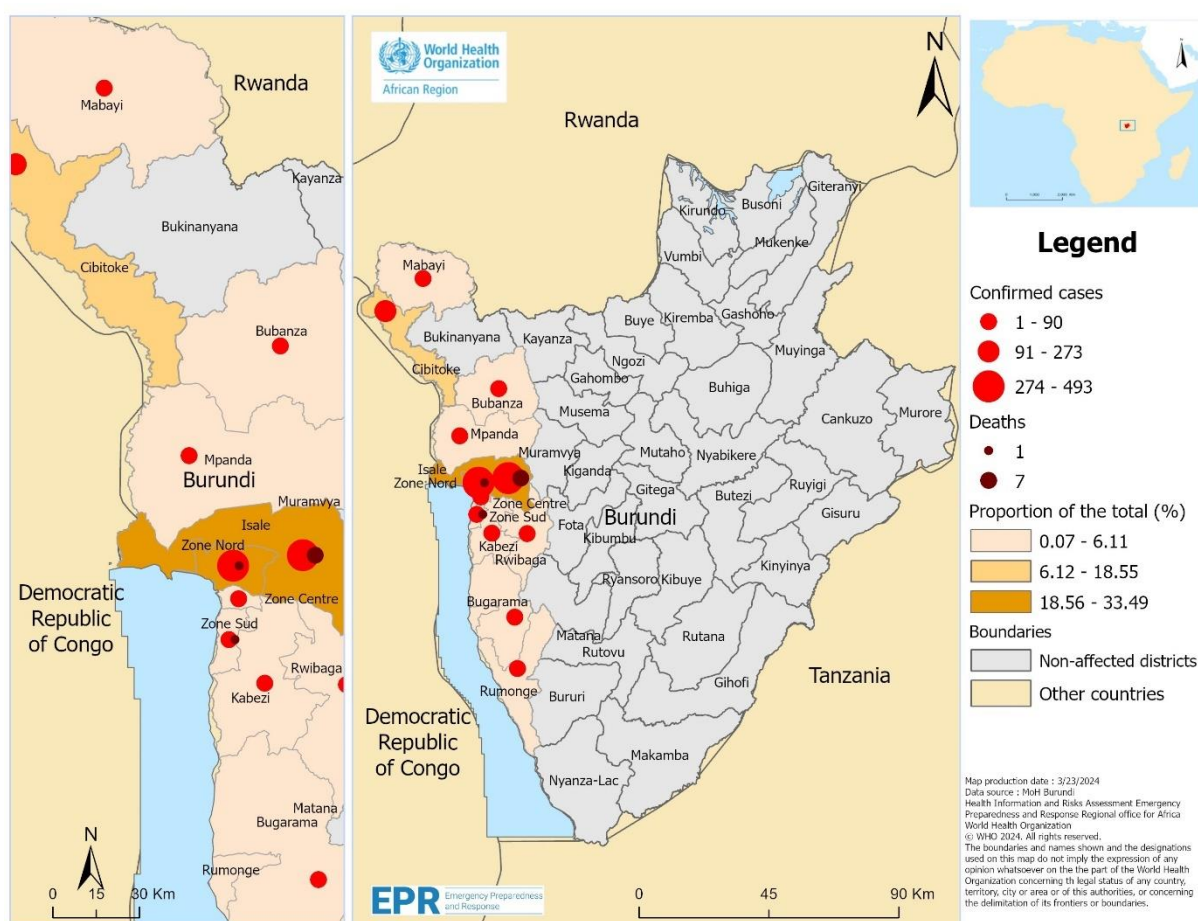 Rwanda
Mabayi
Kayanza
Bukinanyana
Cibitoke
Bubanza
Mpanda
Burundi
Muramvya
Isale
Zone Nord
Democratic
Republic
of Congo
Zone Centre
Zone Sud
Rwibaga
Kabezi
Matana
Bugarama
Rumonge
N
0 15 30 Km
World Health
Organization
African Region
N
Rwanda
Giteranyi
Busoni
Kirundo
Mukenke
Vumbi
Mabayi
Gashoho
Kiremba
Buye
Bukinanyana
Kayanza
Muyinga
Ngozi
Cibitoke
Gahombo
Buhiga
Bubanza
Musema
Cankuzo
Murore
Mpanda
Muramvya
Mutaho
Nyabikere
Isale
Kiganda
Zone Nord
Gitega
Ruyigi
Butezi
Zone Centre
Zone Sud
Fota
Burundi
Gisuru
Kabezi
Kibumbu
Rwibaga
Kinyinya
Ryansoro
Kibuye
Bugarama
Matana
Rutana
Rutovu
Tanzania
Gihofi
Rumonge
Bururi
Democratic
Republic
of Congo
Makamba
Nyanza-Lac
EPR
Emergency Preparedness
and Response
0 45 90 Km
Legend
Confirmed cases
1 - 90
91 - 273
274 - 493
Deaths
1
7
Proportion of the total (%)
0.07 - 6.11
6.12 - 18.55
18.56 - 33.49
Boundaries
Non-affected districts
Other countries
Map production date : 3/23/2024
Data source : MoH Burundi
Health Information and Risks Assessment Emergency
Preparedness and Response Regional office for Africa
World Health Organization
© WHO 2024. All rights reserved.
The boundaries and names shown and the designations
used on this map do not imply the expression of any
opinion whatsoever on the the part of the World Health
Organization concerning th legal status of any country,
territory, city or area or of this authorities, or concerning
the delimitation of its frontiers or boundaries.